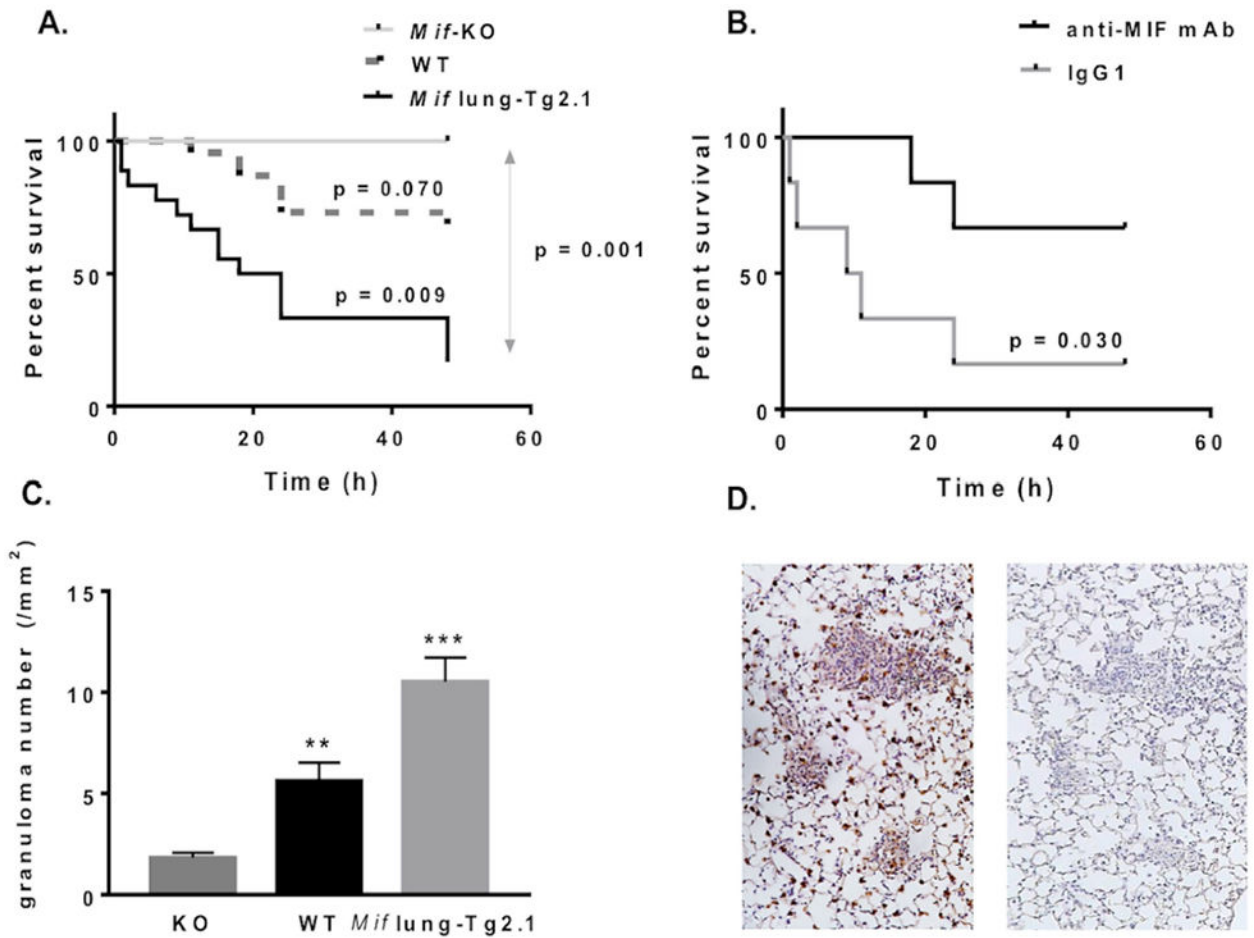 A.
Mif-KO
WT
Mif lung-Tg2.1
Percent survival
100
50
0
p = 0.070
p = 0.009
p = 0.001
0 20 40 60
Time (h)
B.
anti-MIF mAb
IgG1
Percent survival
100
50
0
p = 0.030
0 20 40 60
Time (h)
C.
granuloma number (/mm²)
15
10
5
0
**
***
KO WT Mif lung-Tg2.1
D.